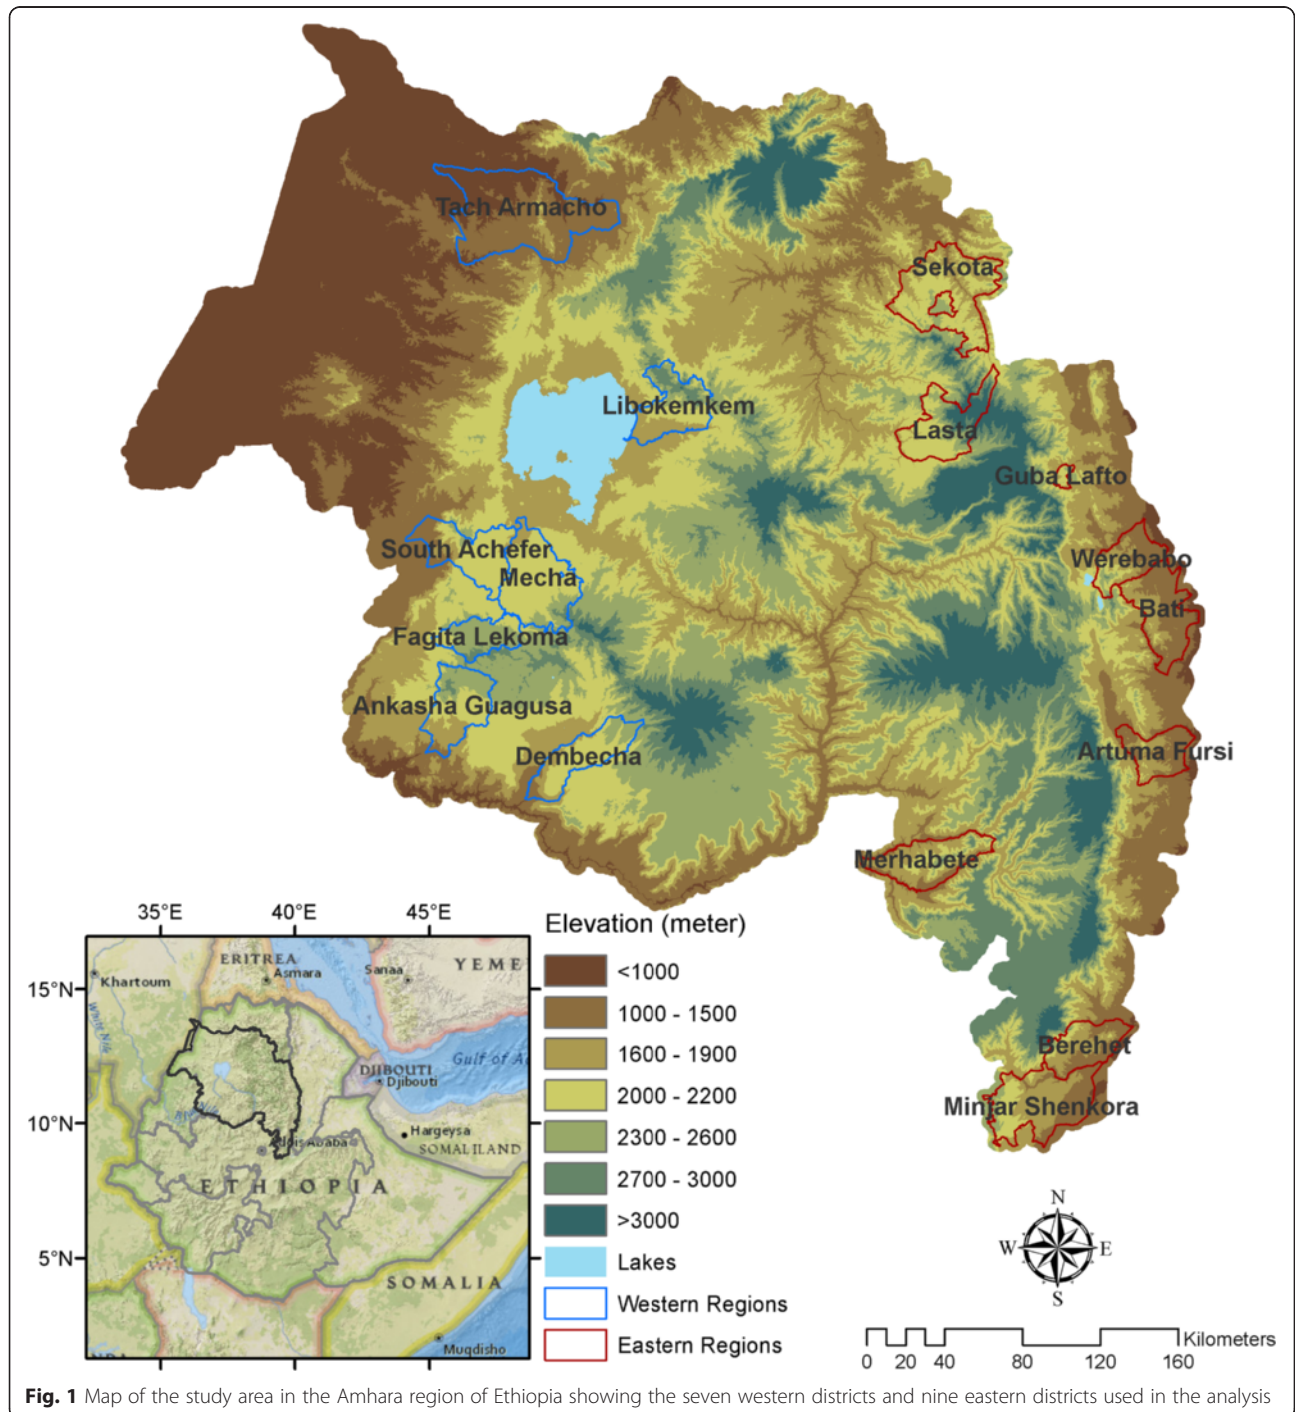 Tach Armacho
Sekota
Libokemkem
Lasta
Guba Lafto
South Achefer
Mecha
Werebabo
Bati
Fagita Lekoma
Ankasha Guagusa
Dembecha
Artuma Fursi
Merhabete
Berehet
Minjar Shenkora
35°E 40°E 45°E
15°N
10°N
5°N
ERITREA
Asmara
Sanaa
YEME
Khartoum
White Nile
DJIBOUTI
Djibouti
Gulf of A
Addis Ababa
Hargeysa
SOMALILAND
ETHIOPIA
SOMALIA
Muqdisho
Elevation (meter)
<1000
1000 - 1500
1600 - 1900
2000 - 2200
2300 - 2600
2700 - 3000
>3000
Lakes
Western Regions
Eastern Regions
N
W E
S
Kilometers
0 20 40 80 120 160
Fig. 1 Map of the study area in the Amhara region of Ethiopia showing the seven western districts and nine eastern districts used in the analysis